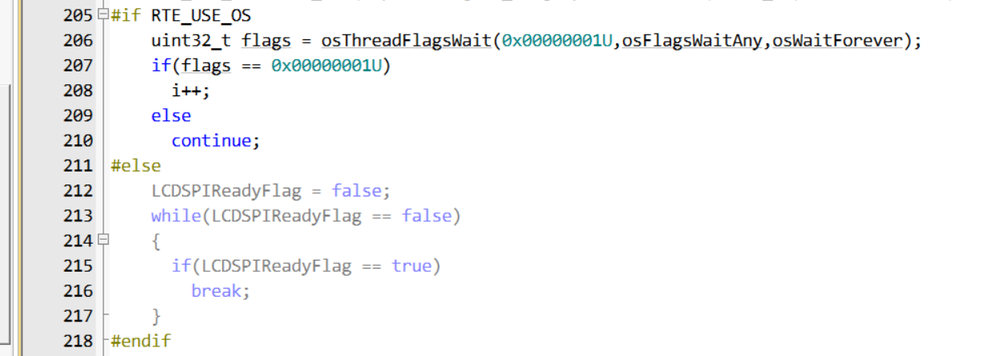 205 #if RTE_USE_OS
206 uint32_t flags = osThreadFlagsWait(0x00000001U,osFlagsWaitAny,osWaitForever);
207 if(flags == 0x00000001U)
208 i++;
209 else
210 continue;
211 #else
212 LCDSPIReadyFlag = false;
213 while(LCDSPIReadyFlag == false)
214 {
215 if(LCDSPIReadyFlag == true)
216 break;
217 }
218 #endif